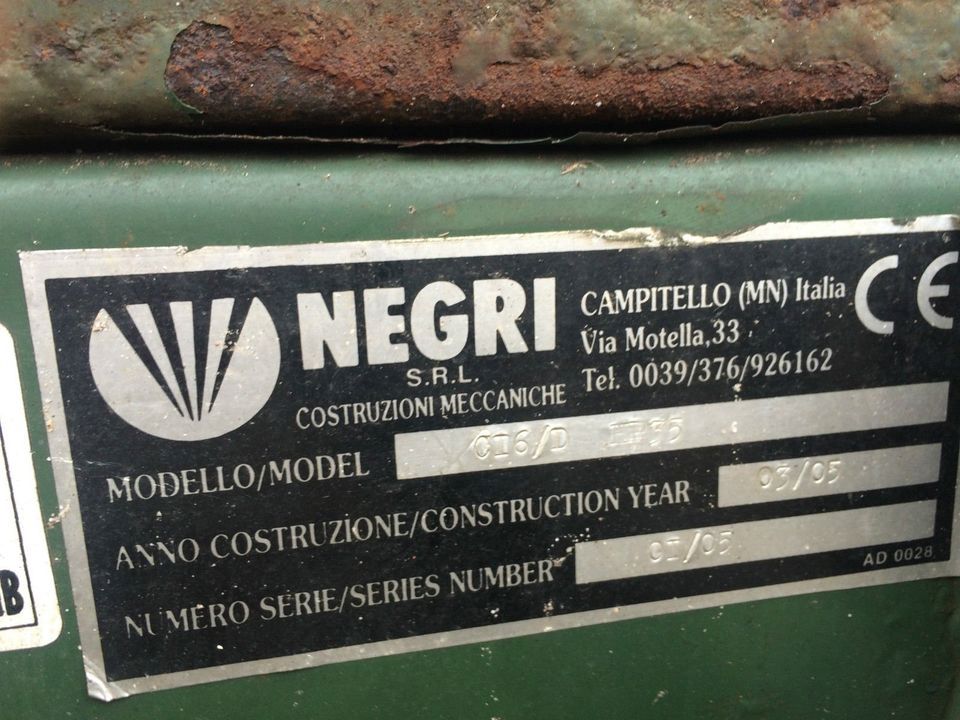 NEGRI
S.R.L.
COSTRUZIONI MECCANICHE
CAMPITELLO (MN) Italia
Via Motella,33
Tel. 0039/376/926162
CE
MODELLO/MODEL
ANNO COSTRUZIONE/CONSTRUCTION YEAR 03/05
NUMERO SERIE/SERIES NUMBER
AD 0028